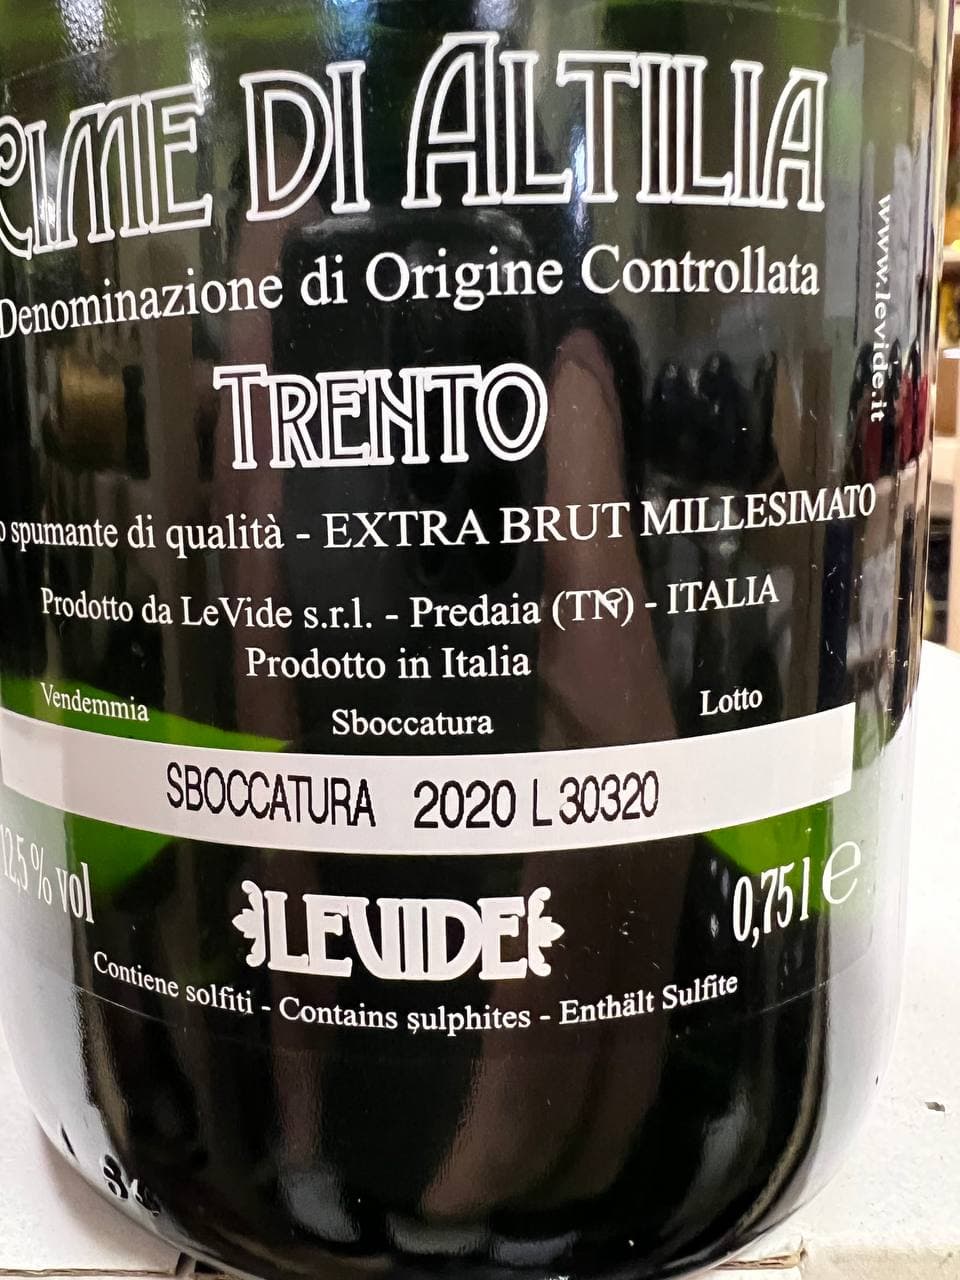 CIME DI ALTILIA
Denominazione di Origine Controllata
TRENTO
spumante di qualità - EXTRA BRUT MILLESIMATO
Prodotto da LeVide s.r.l. - Predaia (TN) - ITALIA
Prodotto in Italia
Vendemmia Sboccatura Lotto
SBOCCATURA 2020 L 30320
12,5 % vol
LEVIDE
0,75 l e
Contiene solfiti - Contains sulphites - Enthält Sulfite
www.levide.it